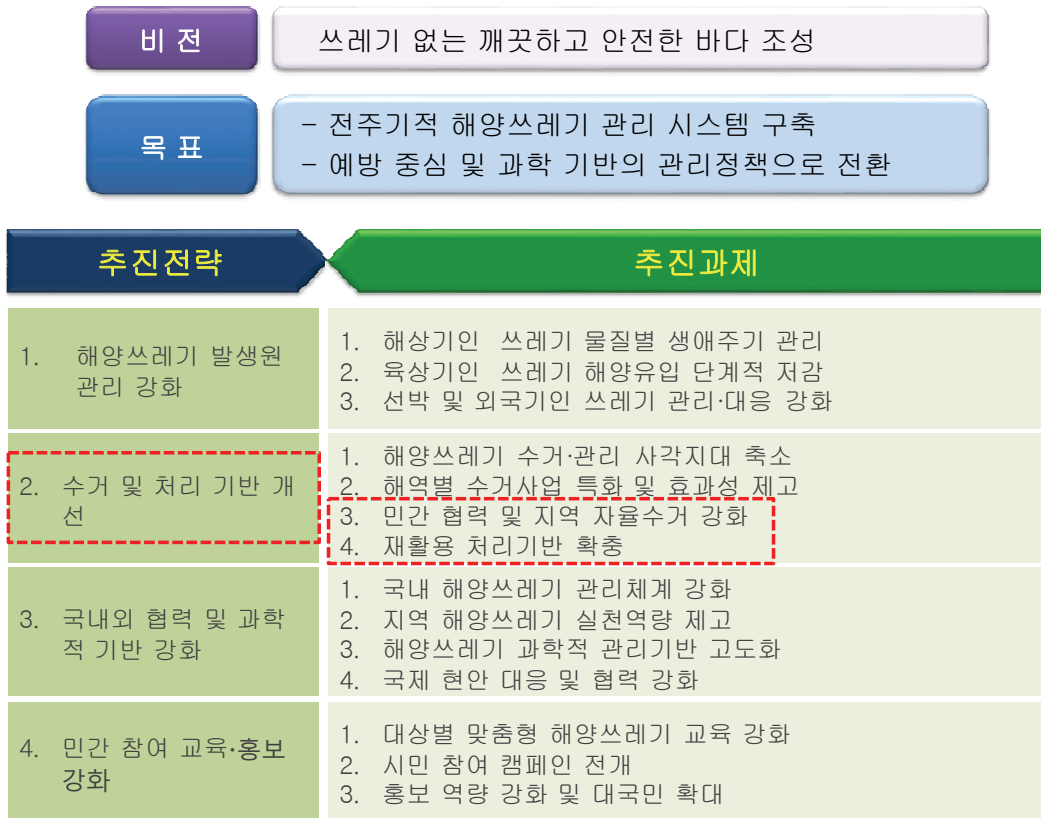 비 전
쓰레기 없는 깨끗하고 안전한 바다 조성
목 표
- 전주기적 해양쓰레기 관리 시스템 구축
- 예방 중심 및 과학 기반의 관리정책으로 전환
추진전략
추진과제
1. 해양쓰레기 발생원
관리 강화
1. 해상기인 쓰레기 물질별 생애주기 관리
2. 육상기인 쓰레기 해양유입 단계적 저감
3. 선박 및 외국기인 쓰레기 관리·대응 강화
2. 수거 및 처리 기반 개
선
1. 해양쓰레기 수거·관리 사각지대 축소
2. 해역별 수거사업 특화 및 효과성 제고
3. 민간 협력 및 지역 자율수거 강화
4. 재활용 처리기반 확충
3. 국내외 협력 및 과학
적 기반 강화
1. 국내 해양쓰레기 관리체계 강화
2. 지역 해양쓰레기 실천역량 제고
3. 해양쓰레기 과학적 관리기반 고도화
4. 국제 현안 대응 및 협력 강화
4. 민간 참여 교육·홍보
강화
1. 대상별 맞춤형 해양쓰레기 교육 강화
2. 시민 참여 캠페인 전개
3. 홍보 역량 강화 및 대국민 확대